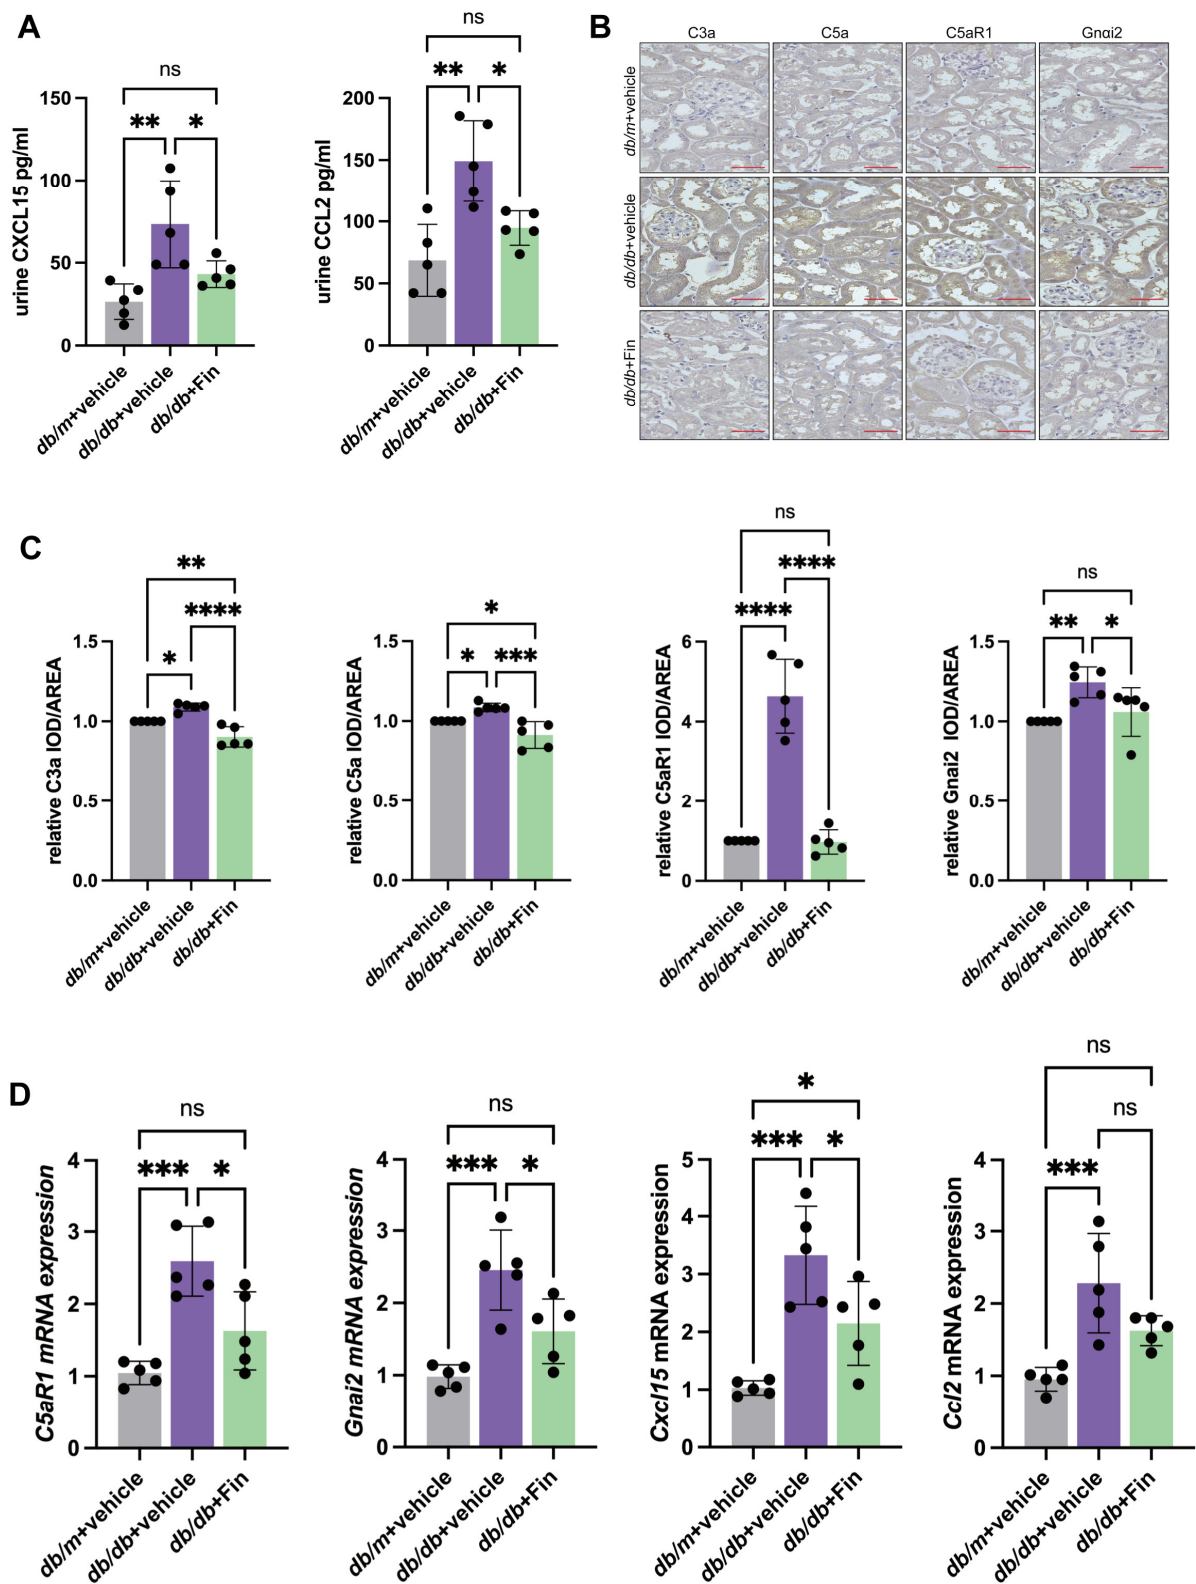 A
ns
** *
150
100
50
0
urine CXCL15 pg/ml
db/m+vehicle
db/db+vehicle
db/db+Fin
ns
** *
200
150
100
50
0
urine CCL2 pg/ml
db/m+vehicle
db/db+vehicle
db/db+Fin
B
C3a C5a C5aR1 Gnαi2
db/m+vehicle
db/db+vehicle
db/db+Fin
C
**
****
*
1.5
1.0
0.5
0.0
relative C3a IOD/AREA
db/m+vehicle
db/db+vehicle
db/db+Fin
*
* ***
1.5
1.0
0.5
0.0
relative C5a IOD/AREA
db/m+vehicle
db/db+vehicle
db/db+Fin
ns
****
****
6
4
2
0
relative C5aR1 IOD/AREA
db/m+vehicle
db/db+vehicle
db/db+Fin
ns
** *
1.5
1.0
0.5
0.0
relative Gnai2 IOD/AREA
db/m+vehicle
db/db+vehicle
db/db+Fin
D
ns
*** *
4
3
2
1
0
C5aR1 mRNA expression
db/m+vehicle
db/db+vehicle
db/db+Fin
ns
*** *
4
3
2
1
0
Gnai2 mRNA expression
db/m+vehicle
db/db+vehicle
db/db+Fin
*
*** *
5
4
3
2
1
0
Cxcl15 mRNA expression
db/m+vehicle
db/db+vehicle
db/db+Fin
ns
ns
***
4
3
2
1
0
Ccl2 mRNA expression
db/m+vehicle
db/db+vehicle
db/db+Fin